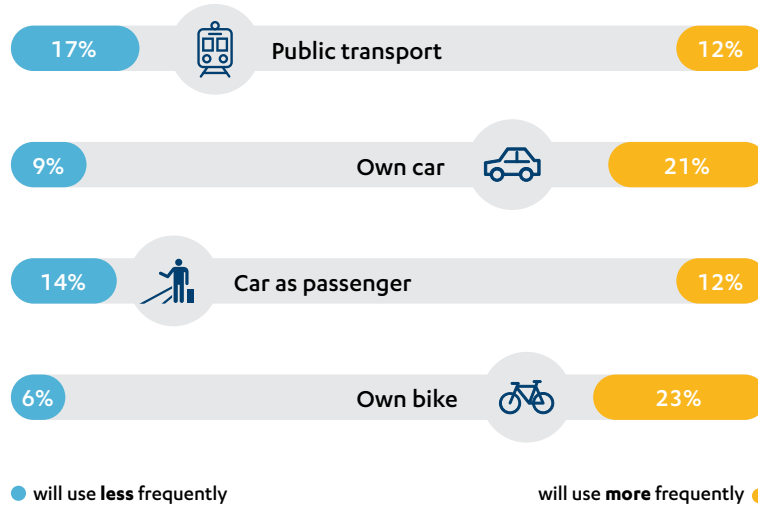 17% Public transport 12%
9% Own car 21%
14% Car as passenger 12%
6% Own bike 23%
will use less frequently will use more frequently